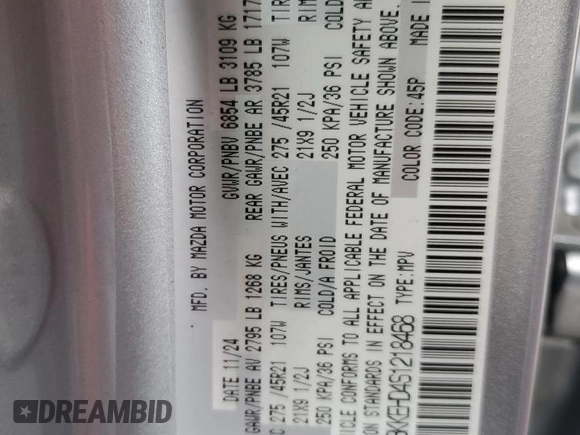 MFD. BY MAZDA MOTOR CORPORATION
DATE 11/24 GVWR/PNBV 6854 LB 3109 KG
GAWR/PNBE AV 2795 LB 1268 KG REAR GAWR/PNBE AR 3785 LB 1717
275 /45R21 107W TIRES/PNEUS WITH/AVEC 275 /45R21 107W
21X9 1/2J RIMS/JANTES 21X9 1/2J RIMS
250 KPA/36 PSI COLD/A FROID 250 KPA/36 PSI COLD
CONFORMS TO ALL APPLICABLE FEDERAL MOTOR VEHICLE SAFETY
STANDARDS IN EFFECT ON THE DATE OF MANUFACTURE SHOWN ABOVE.
KKEHDAS1218468 TYPE:MPV COLOR CODE:45P MADE
DREAMBID